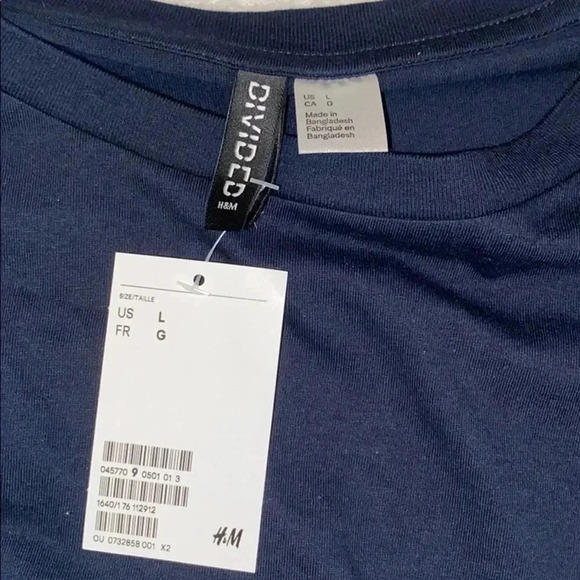 DIVIDED
H&M
US L
CA G
Made in
Bangladesh
Fabriqué en
Bangladesh
SIZE/TAILLE
US L
FR G
045770 9 0501 01 3
1640/176 112912
OU 0732858 001 X2
H&M